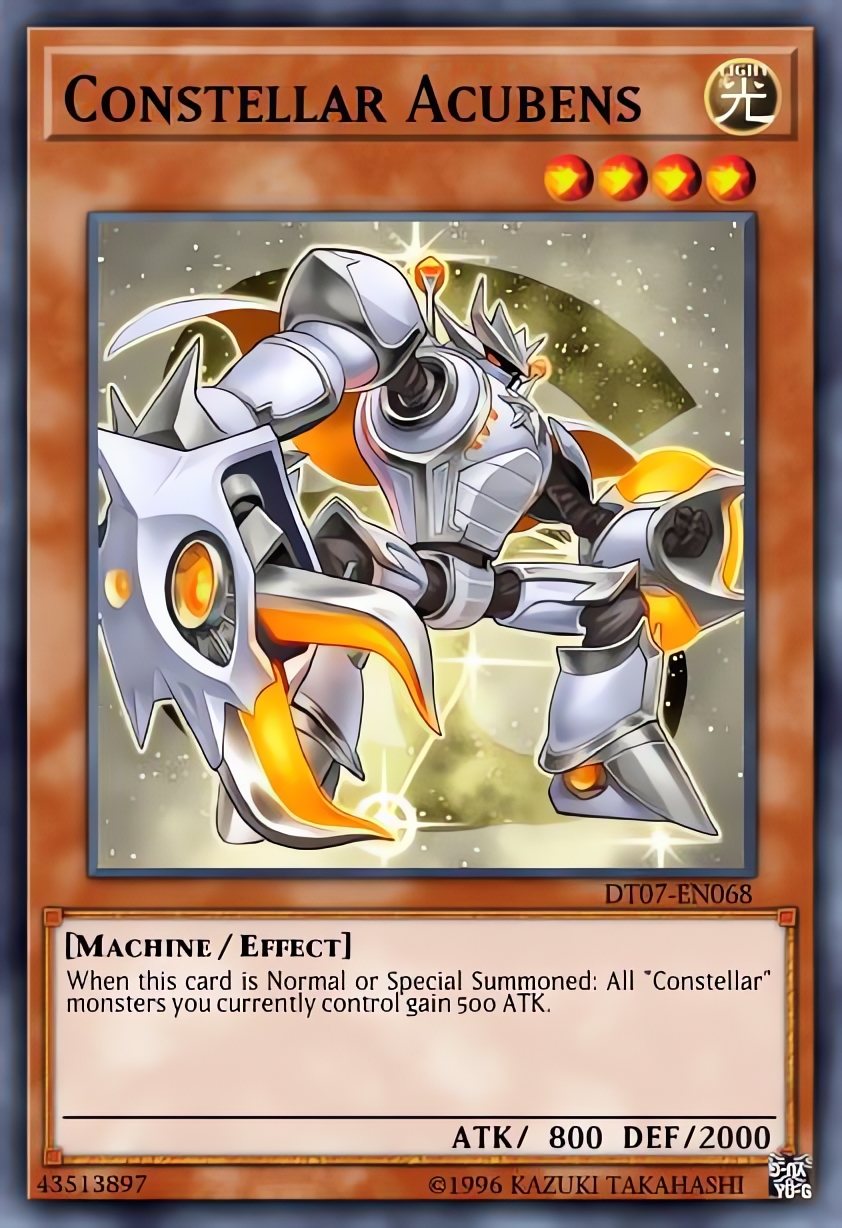 Constellar Acubens
光
DT07-EN068
[Machine / Effect]
When this card is Normal or Special Summoned: All "Constellar"
monsters you currently control gain 500 ATK.
ATK/ 800 DEF/2000
43513897
©1996 KAZUKI TAKAHASHI